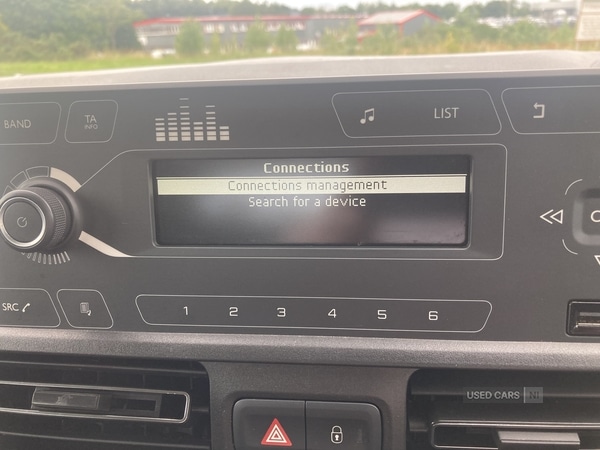 BAND
TA
INFO
LIST
Connections
Connections management
Search for a device
SRC
1 2 3 4 5 6
USED CARS NI